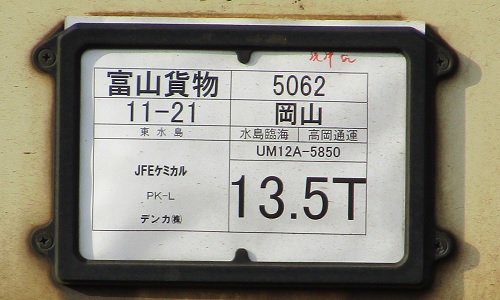 富山貨物 5062
11-21 岡山
東水島 水島臨海 高岡通運
UM12A-5850
JFEケミカル
PK-L
デンカ㈱
13.5T